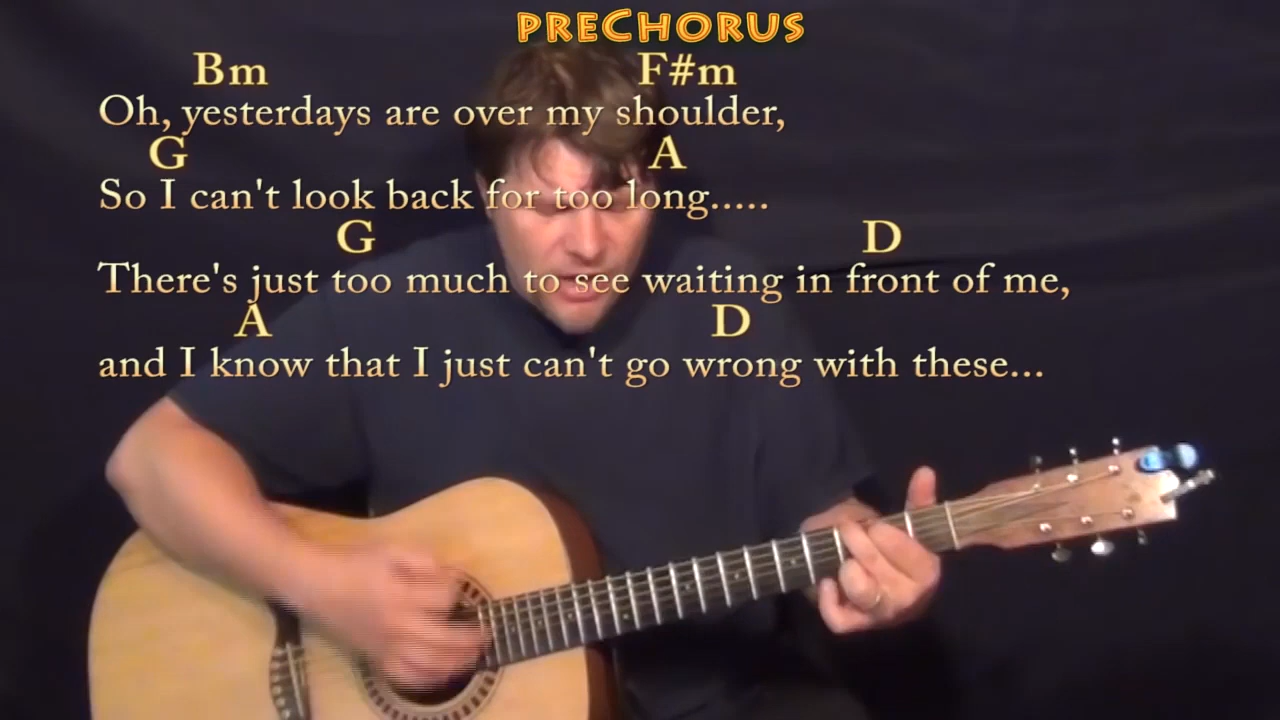 PRECHORUS
Bm F#m
Oh, yesterdays are over my shoulder,
G A
So I can't look back for too long.....
G D
There's just too much to see waiting in front of me,
A D
and I know that I just can't go wrong with these...